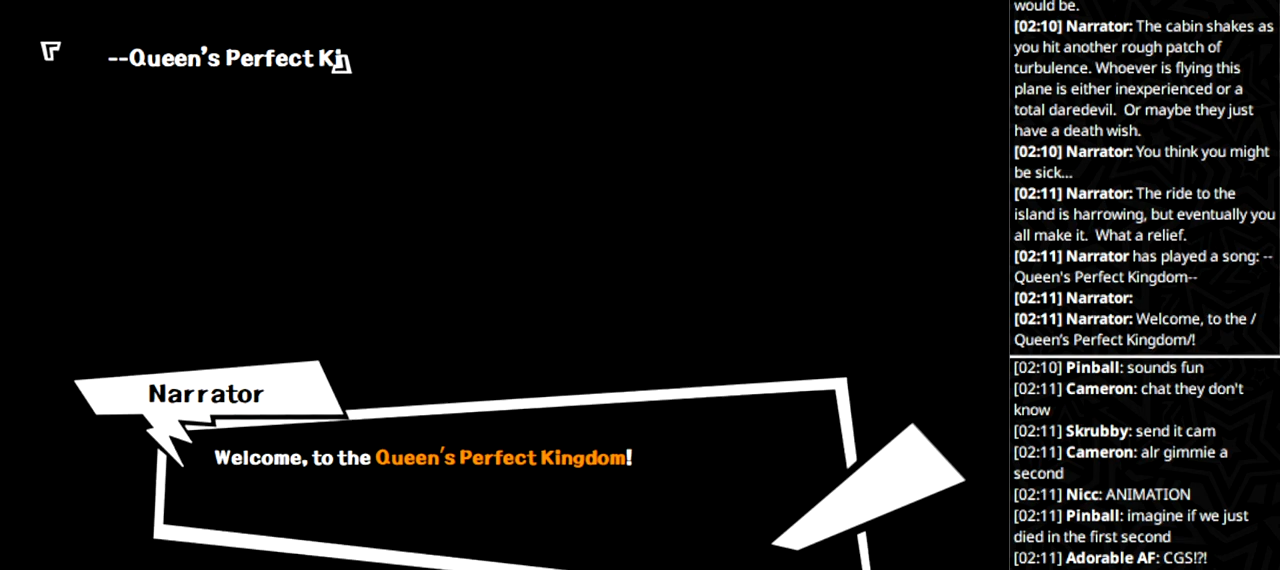 --Queen's Perfect Kin
Narrator
Welcome, to the Queen's Perfect Kingdom!
would be.
[02:10] Narrator: The cabin shakes as
you hit another rough patch of
turbulence. Whoever is flying this
plane is either inexperienced or a
total daredevil.  Or maybe they just
have a death wish.
[02:10] Narrator: You think you might
be sick...
[02:11] Narrator: The ride to the
island is harrowing, but eventually you
all make it.  What a relief.
[02:11] Narrator has played a song: --
Queen's Perfect Kingdom--
[02:11] Narrator:
[02:11] Narrator: Welcome, to the /
Queen's Perfect Kingdom/!
[02:10] Pinball: sounds fun
[02:11] Cameron: chat they don't
know
[02:11] Skrubby: send it cam
[02:11] Cameron: alr gimmie a
second
[02:11] Nicc: ANIMATION
[02:11] Pinball: imagine if we just
died in the first second
[02:11] Adorable AF: CGS!?!